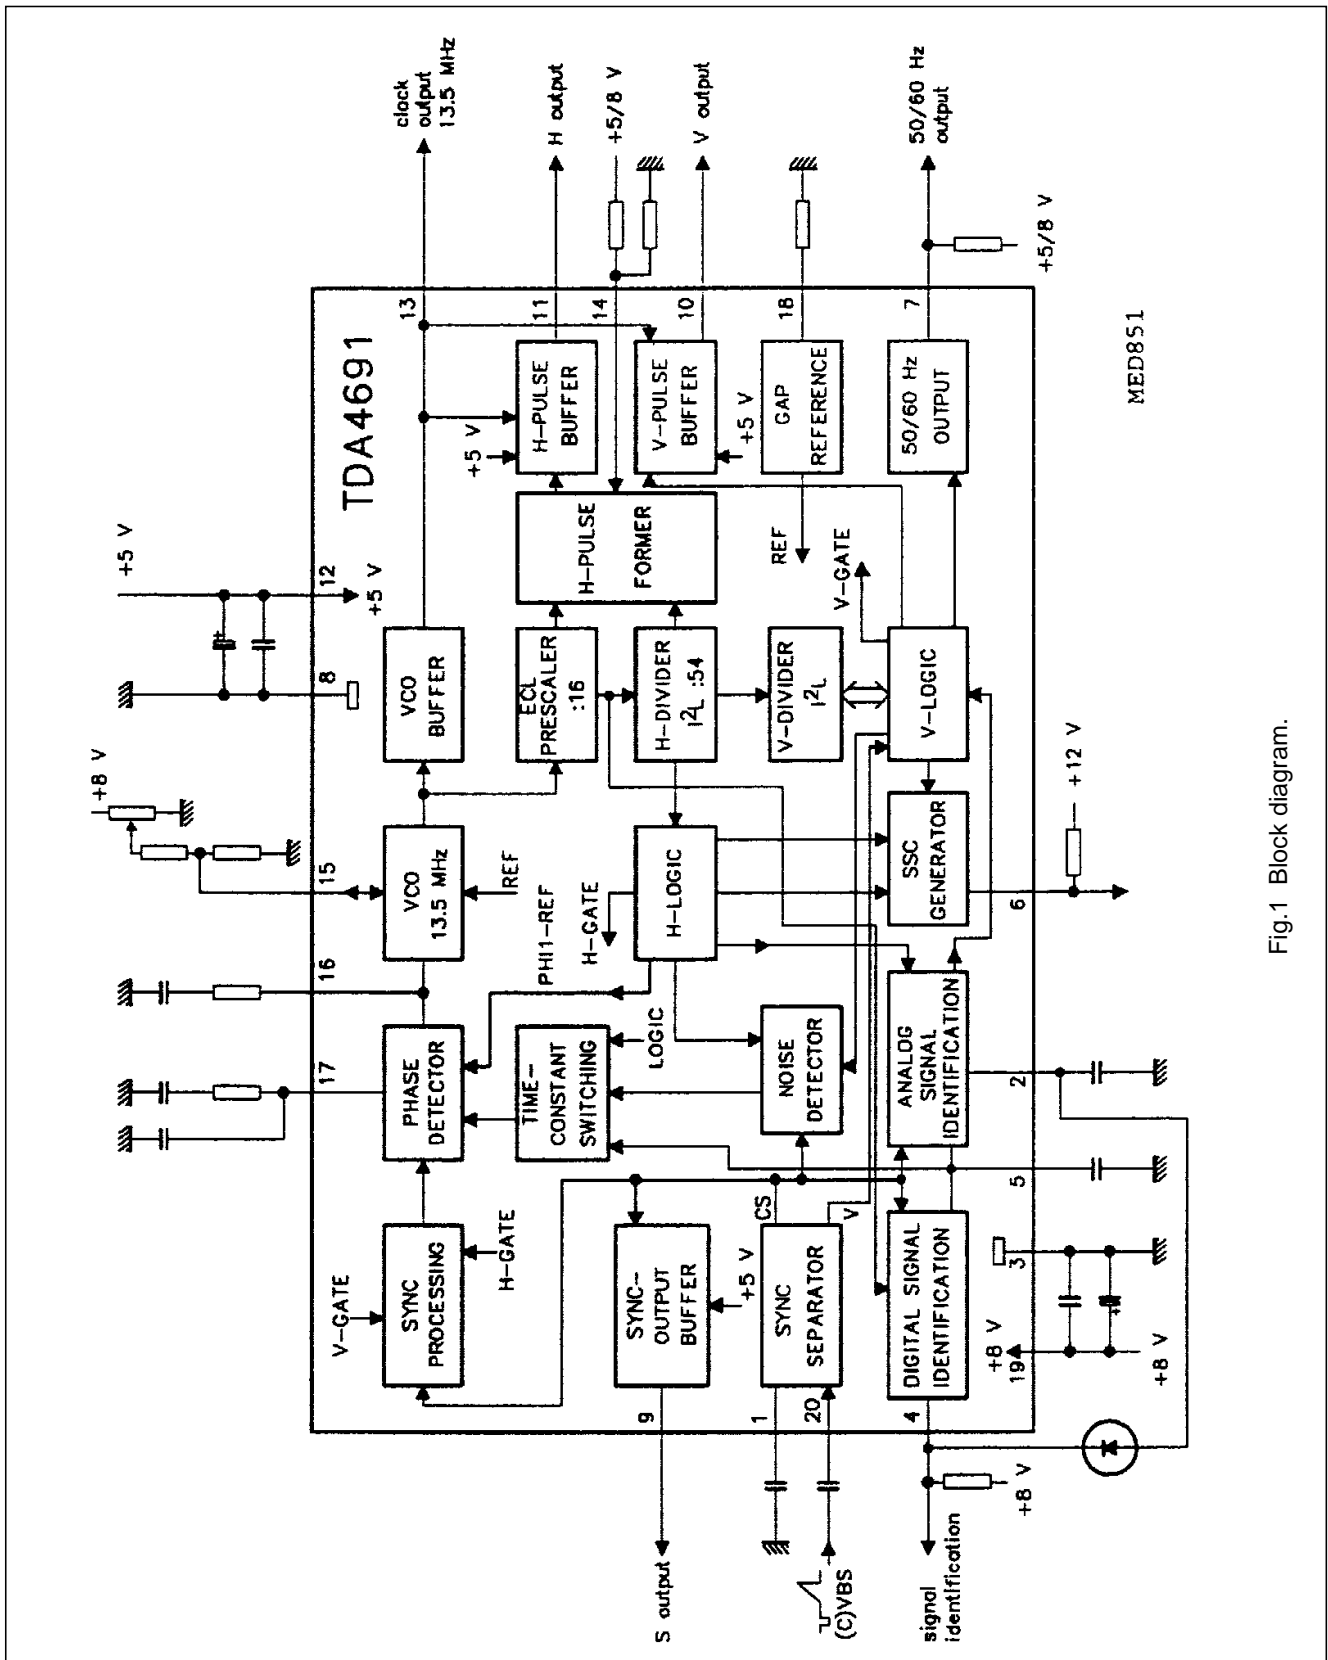 TDA4691
clock
output
13.5 MHz
H output
+5/8 V
V output
50/60 Hz
output
+5/8 V
13
11
14
10
18
7
+5 V
12
+5 V
8
+8 V
15
16
17
VCO
BUFFER
VCO
13.5 MHz
REF
PHASE
DETECTOR
PHI1-REF
SYNC
PROCESSING
V-GATE
H-GATE
H-PULSE
BUFFER
+5 V
H-PULSE
FORMER
ECL
PRESCALER
:16
TIME-
CONSTANT
SWITCHING
LOGIC
V-PULSE
BUFFER
+5 V
H-DIVIDER
I²L :54
H-LOGIC
H-GATE
SYNC-
OUTPUT
BUFFER
+5 V
GAP
REFERENCE
REF
V-DIVIDER
I²L
V-GATE
NOISE
DETECTOR
SYNC
SEPARATOR
CS
V
50/60 Hz
OUTPUT
V-LOGIC
SSC
GENERATOR
ANALOG
SIGNAL
IDENTIFICATION
DIGITAL SIGNAL
IDENTIFICATION
9
1
20
4
S output
(C)VBS
signal
identification
+8 V
6
+12 V
2
5
3
+8 V
19
+8 V
MED851
Fig.1 Block diagram.